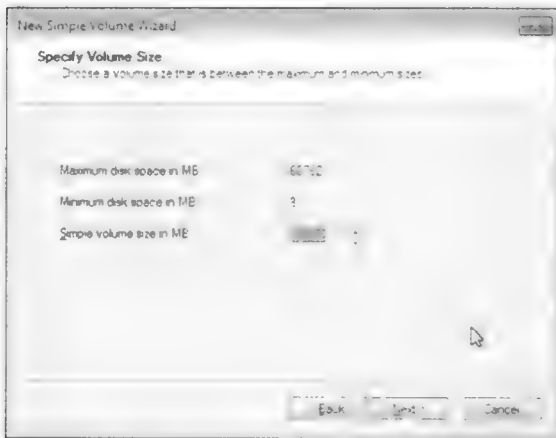 New Simple Volume Wizard
Specify Volume Size
Choose a volume size that is between the maximum and minimum sizes.
Maximum disk space in MB
Minimum disk space in MB
Simple volume size in MB
Back
Next >
Cancel